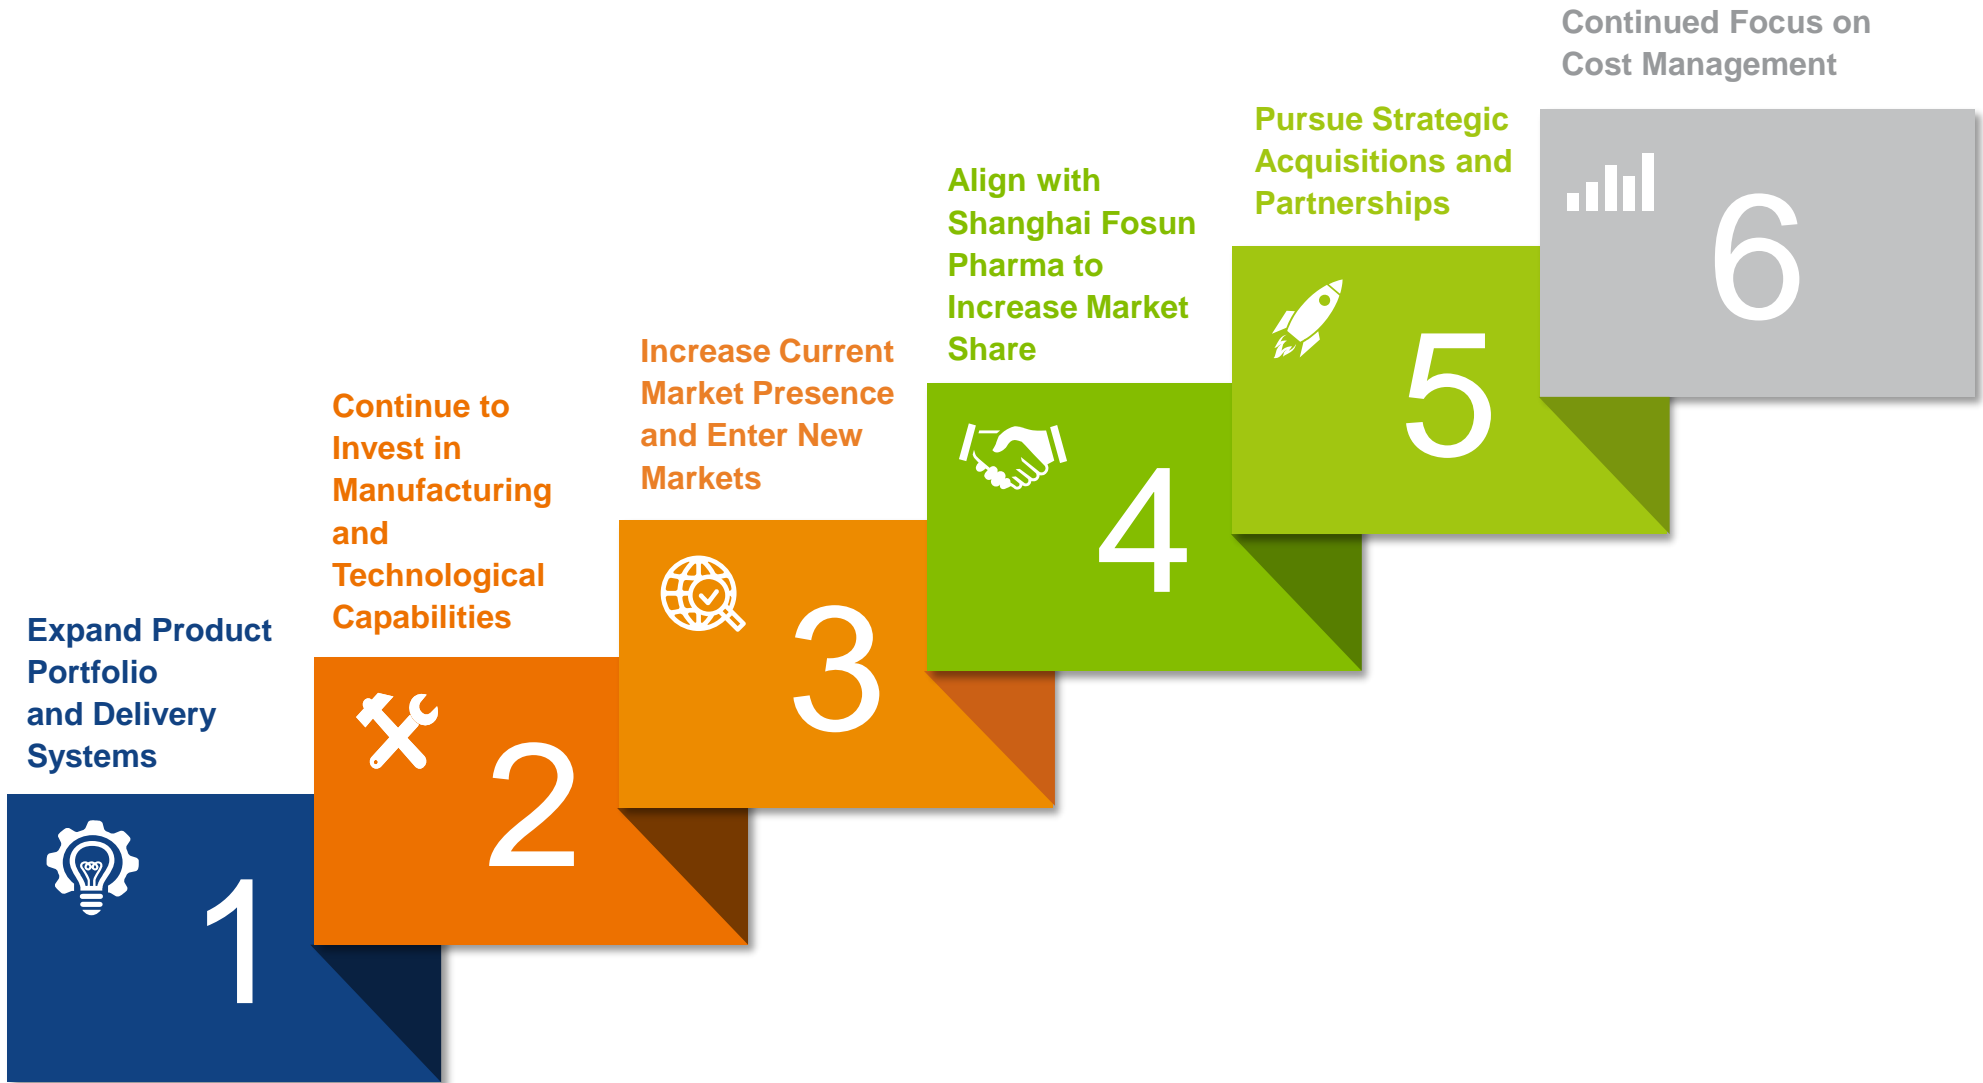 Expand Product
Portfolio
and Delivery
Systems
1
Continue to
Invest in
Manufacturing
and
Technological
Capabilities
2
Increase Current
Market Presence
and Enter New
Markets
3
Align with
Shanghai Fosun
Pharma to
Increase Market
Share
4
Pursue Strategic
Acquisitions and
Partnerships
5
Continued Focus on
Cost Management
6